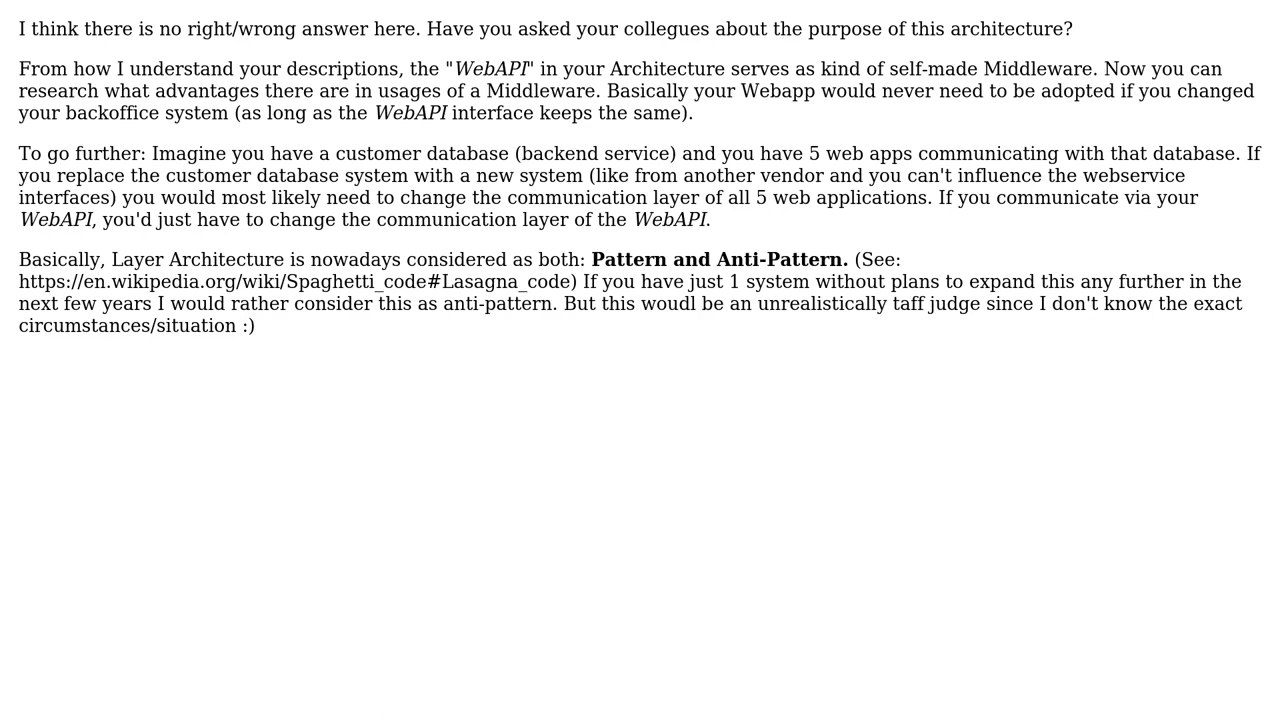 I think there is no right/wrong answer here. Have you asked your collegues about the purpose of this architecture?
From how I understand your descriptions, the "WebAPI" in your Architecture serves as kind of self-made Middleware. Now you can
research what advantages there are in usages of a Middleware. Basically your Webapp would never need to be adopted if you changed
your backoffice system (as long as the WebAPI interface keeps the same).
To go further: Imagine you have a customer database (backend service) and you have 5 web apps communicating with that database. If
you replace the customer database system with a new system (like from another vendor and you can't influence the webservice
interfaces) you would most likely need to change the communication layer of all 5 web applications. If you communicate via your
WebAPI, you'd just have to change the communication layer of the WebAPI.
Basically, Layer Architecture is nowadays considered as both: Pattern and Anti-Pattern. (See:
https://en.wikipedia.org/wiki/Spaghetti_code#Lasagna_code) If you have just 1 system without plans to expand this any further in the
next few years I would rather consider this as anti-pattern. But this woudl be an unrealistically taff judge since I don't know the exact
circumstances/situation :)